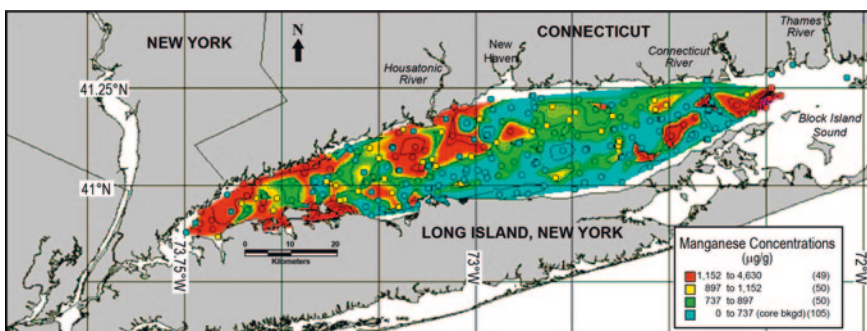 NEW YORK
N
CONNECTICUT
Thames
River
New
Haven
Housatonic
River
Connecticut
River
41.25°N
Block Island
Sound
41°N
LONG ISLAND, NEW YORK
0 10 20
Kilometers
73.75°W
73°W
72°W
Manganese Concentrations
(µg/g)
1,152 to 4,630 (49)
897 to 1,152 (50)
737 to 897 (50)
0 to 737 (core bkgd) (105)